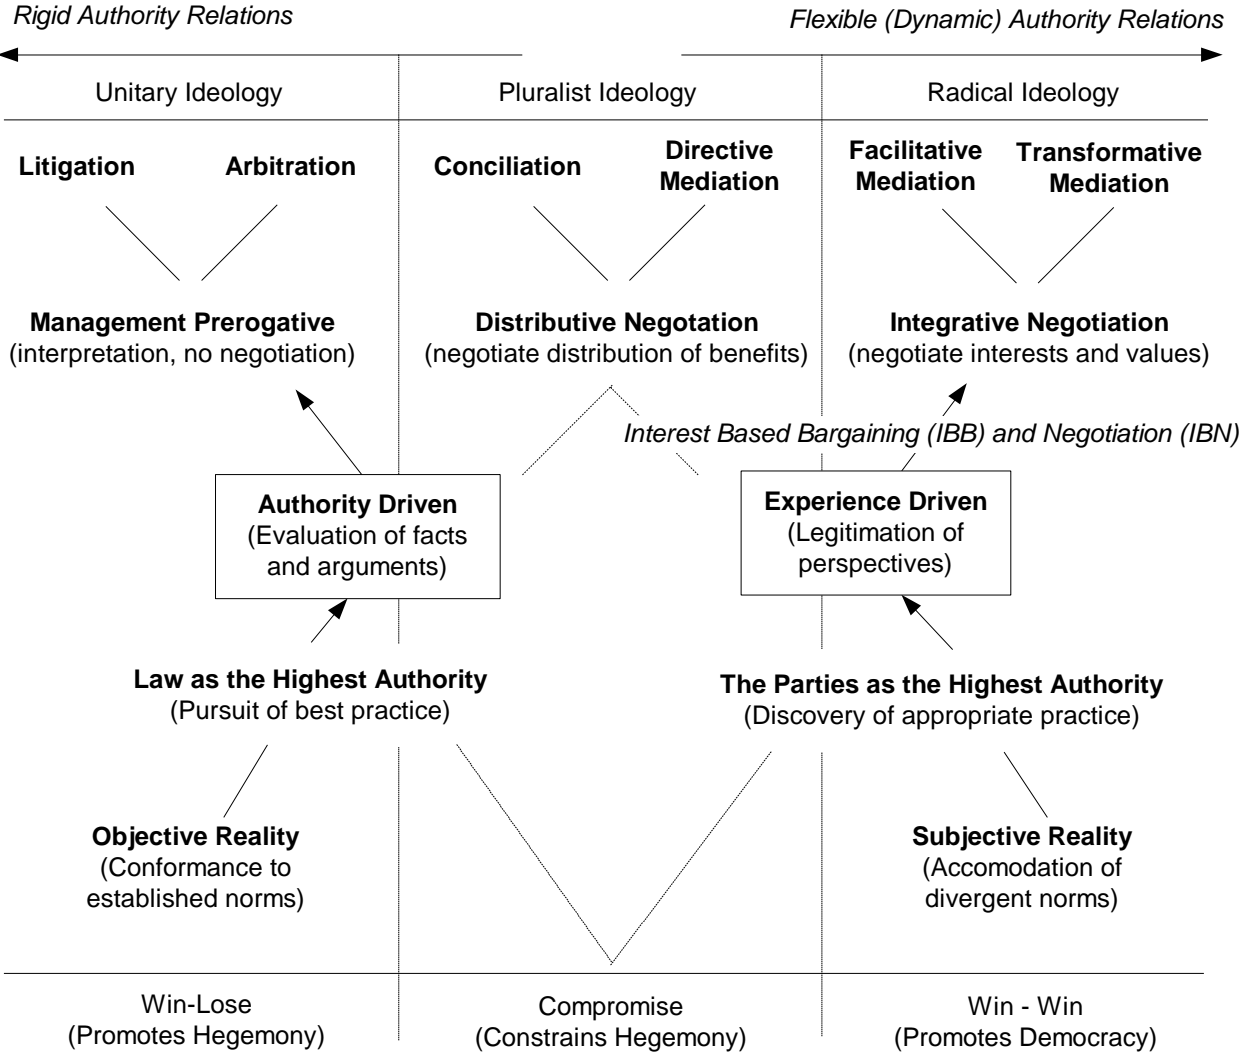 Rigid Authority Relations
Flexible (Dynamic) Authority Relations
Unitary Ideology
Pluralist Ideology
Radical Ideology
Litigation
Arbitration
Conciliation
Directive
Mediation
Facilitative
Mediation
Transformative
Mediation
Management Prerogative
(interpretation, no negotiation)
Distributive Negotation
(negotiate distribution of benefits)
Integrative Negotiation
(negotiate interests and values)
Interest Based Bargaining (IBB) and Negotiation (IBN)
Authority Driven
(Evaluation of facts
and arguments)
Experience Driven
(Legitimation of
perspectives)
Law as the Highest Authority
(Pursuit of best practice)
The Parties as the Highest Authority
(Discovery of appropriate practice)
Objective Reality
(Conformance to
established norms)
Subjective Reality
(Accomodation of
divergent norms)
Win-Lose
(Promotes Hegemony)
Compromise
(Constrains Hegemony)
Win - Win
(Promotes Democracy)